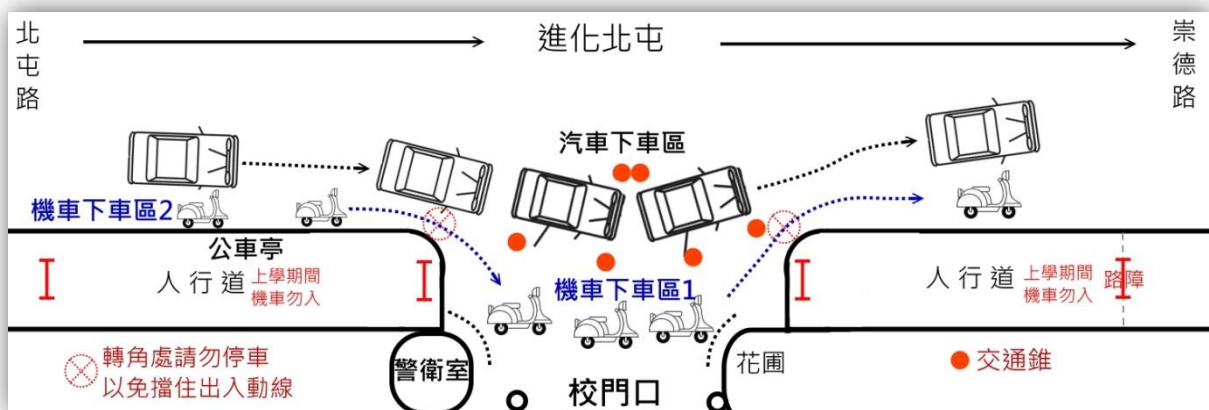 北屯路
進化北屯
崇德路
汽車下車區
機車下車區2
公車亭
人行道
上學期間
機車勿入
機車下車區1
人行道
上學期間
機車勿入
路障
轉角處請勿停車
以免擋住出入動線
警衛室
校門口
花圃
交通錐